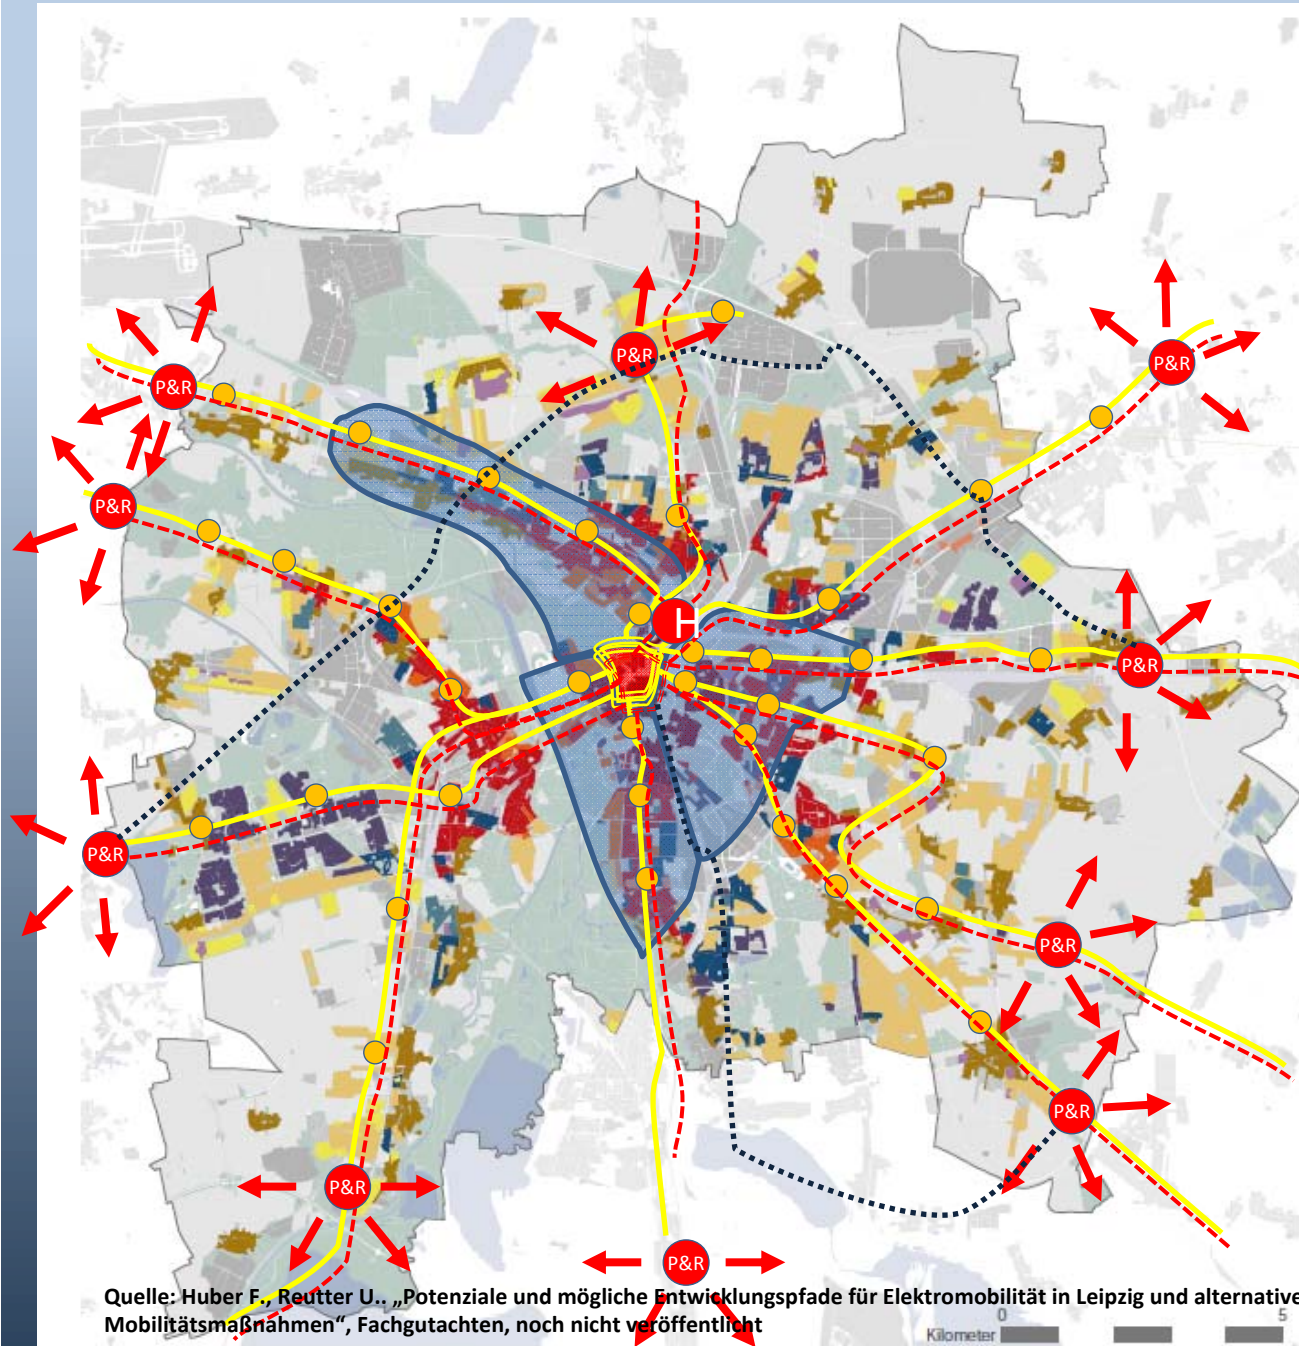 P&R
P&R
P&R
P&R
H
P&R
P&R
P&R
P&R
P&R
P&R
Quelle: Huber F., Reutter U.. „Potenziale und mögliche Entwicklungspfade für Elektromobilität in Leipzig und alternative
Mobilitätsmaßnahmen“, Fachgutachten, noch nicht veröffentlicht
0 5
Kilometer